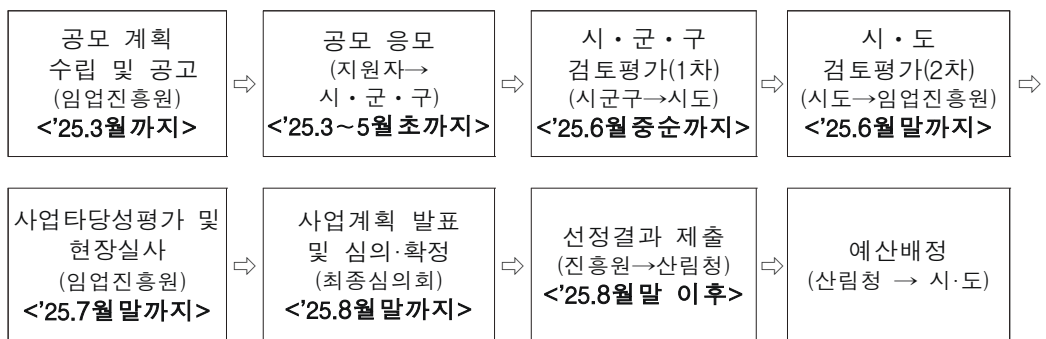 공모 계획
수립 및 공고
(임업진흥원)
<'25.3월까지>
⇨
공모 응모
(지원자→
시・군・구)
<'25.3~5월초까지>
⇨
시・군・구
검토평가(1차)
(시군구→시도)
<'25.6월중순까지>
⇨
시・도
검토평가(2차)
(시도→임업진흥원)
<'25.6월말까지>
⇨
사업타당성평가 및
현장실사
(임업진흥원)
<'25.7월말까지>
⇨
사업계획 발표
및 심의·확정
(최종심의회)
<'25.8월말까지>
⇨
선정결과 제출
(진흥원→산림청)
<'25.8월말 이후>
⇨
예산배정
(산림청 → 시·도)